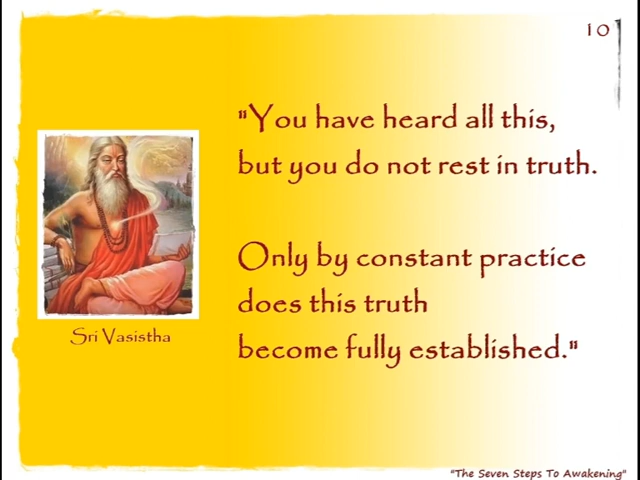 10
"You have heard all this,
but you do not rest in truth.
Only by constant practice
does this truth
become fully established."
Sri Vasistha
"The Seven Steps To Awakening"